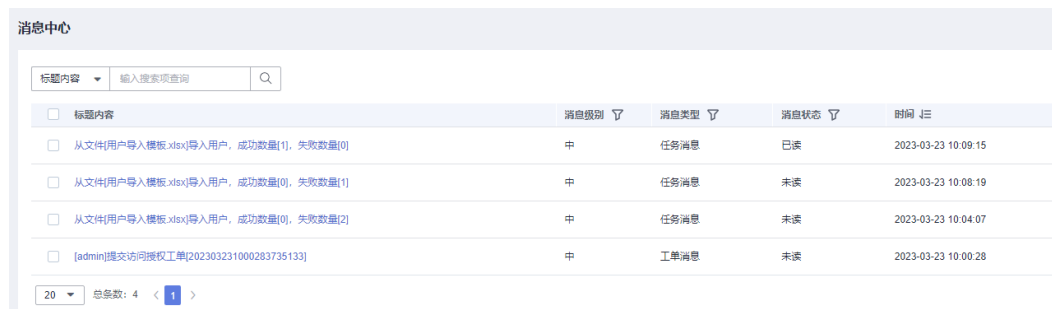 消息中心
标题内容 输入搜索项查询
标题内容 消息级别 消息类型 消息状态 时间
从文件[用户导入模板.xlsx]导入用户，成功数量[1]，失败数量[0] 中 任务消息 已读 2023-03-23 10:09:15
从文件[用户导入模板.xlsx]导入用户，成功数量[0]，失败数量[1] 中 任务消息 未读 2023-03-23 10:08:19
从文件[用户导入模板.xlsx]导入用户，成功数量[0]，失败数量[2] 中 任务消息 未读 2023-03-23 10:04:07
[admin]提交访问授权工单[202303231000283735133] 中 工单消息 未读 2023-03-23 10:00:28
20 总条数：4 < 1 >